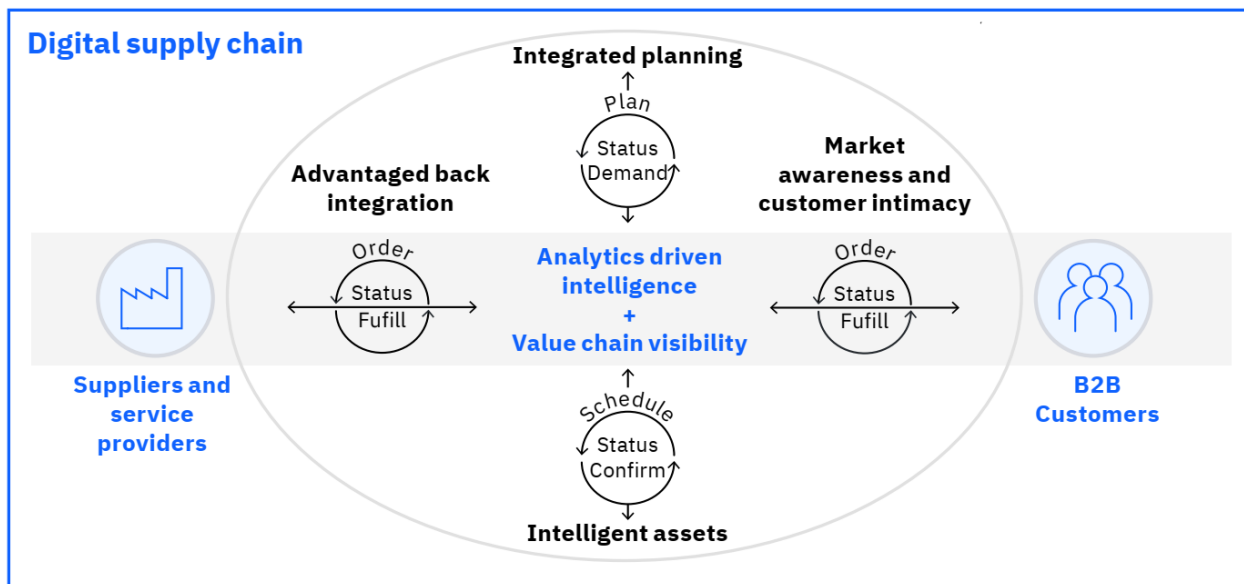 Digital supply chain
Integrated planning
Plan
Status
Demand
Advantaged back
integration
Market
awareness and
customer intimacy
Order
Status
Fufill
Analytics driven
intelligence
+
Value chain visibility
Order
Status
Fufill
Suppliers and
service
providers
B2B
Customers
Schedule
Status
Confirm
Intelligent assets